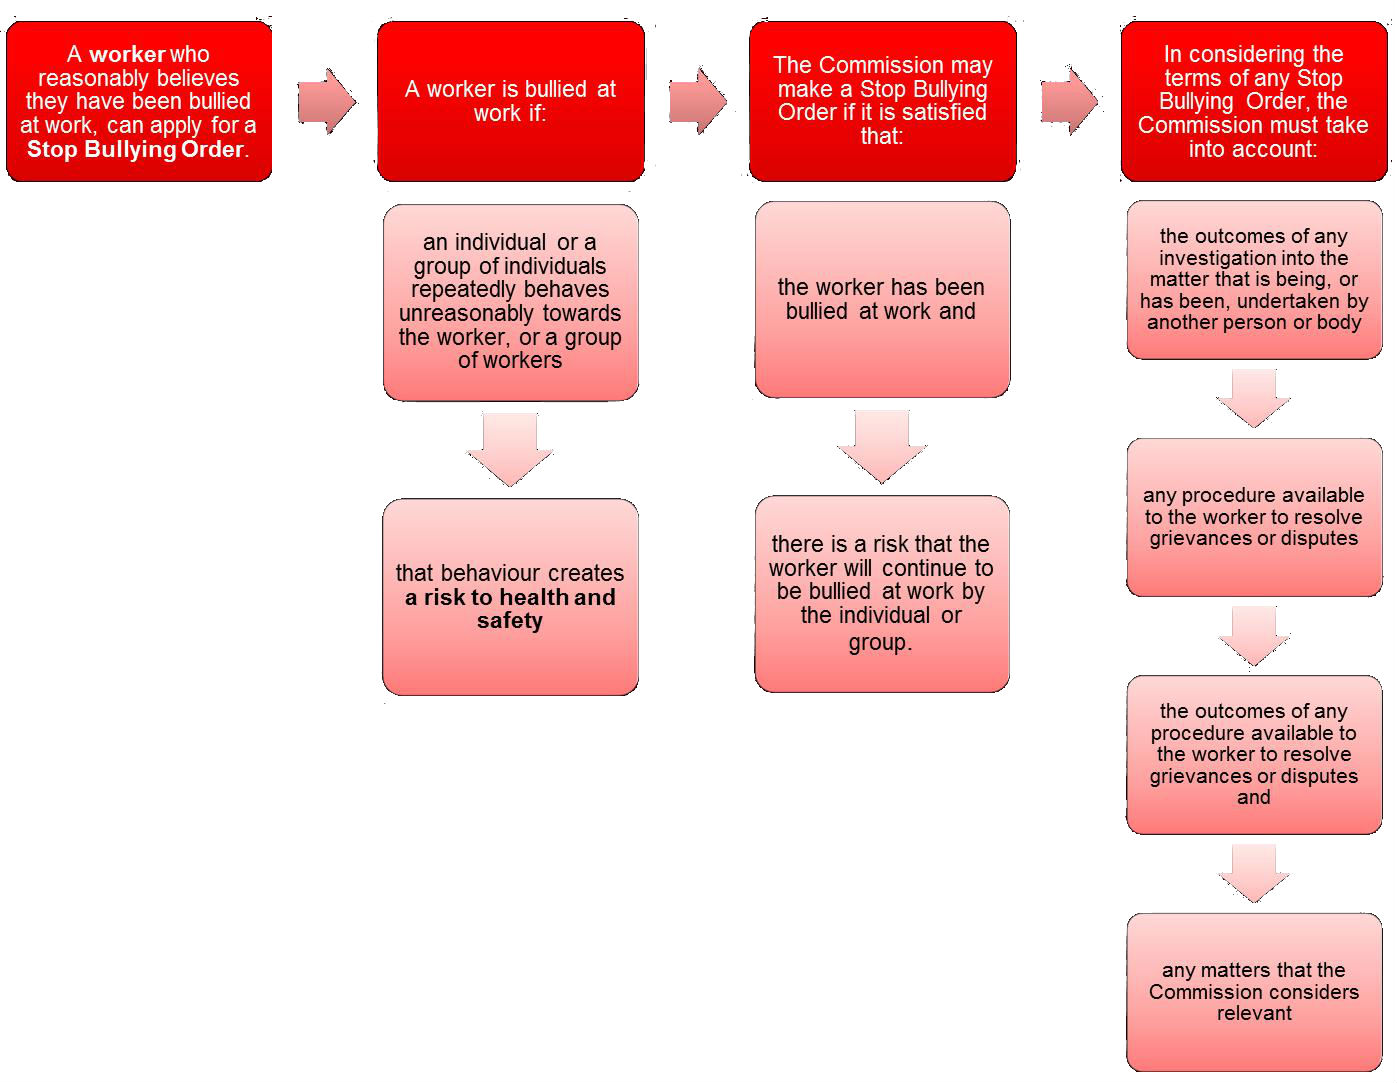 A worker who
reasonably believes
they have been bullied
at work, can apply for a
Stop Bullying Order.
A worker is bullied at
work if:
an individual or a
group of individuals
repeatedly behaves
unreasonably towards
the worker, or a group
of workers
that behaviour creates
a risk to health and
safety
The Commission may
make a Stop Bullying
Order if it is satisfied
that:
the worker has been
bullied at work and
there is a risk that the
worker will continue to
be bullied at work by
the individual or
group.
In considering the
terms of any Stop
Bullying Order, the
Commission must take
into account:
the outcomes of any
investigation into the
matter that is being, or
has been, undertaken by
another person or body
any procedure available
to the worker to resolve
grievances or disputes
the outcomes of any
procedure available to
the worker to resolve
grievances or disputes
and
any matters that the
Commission considers
relevant